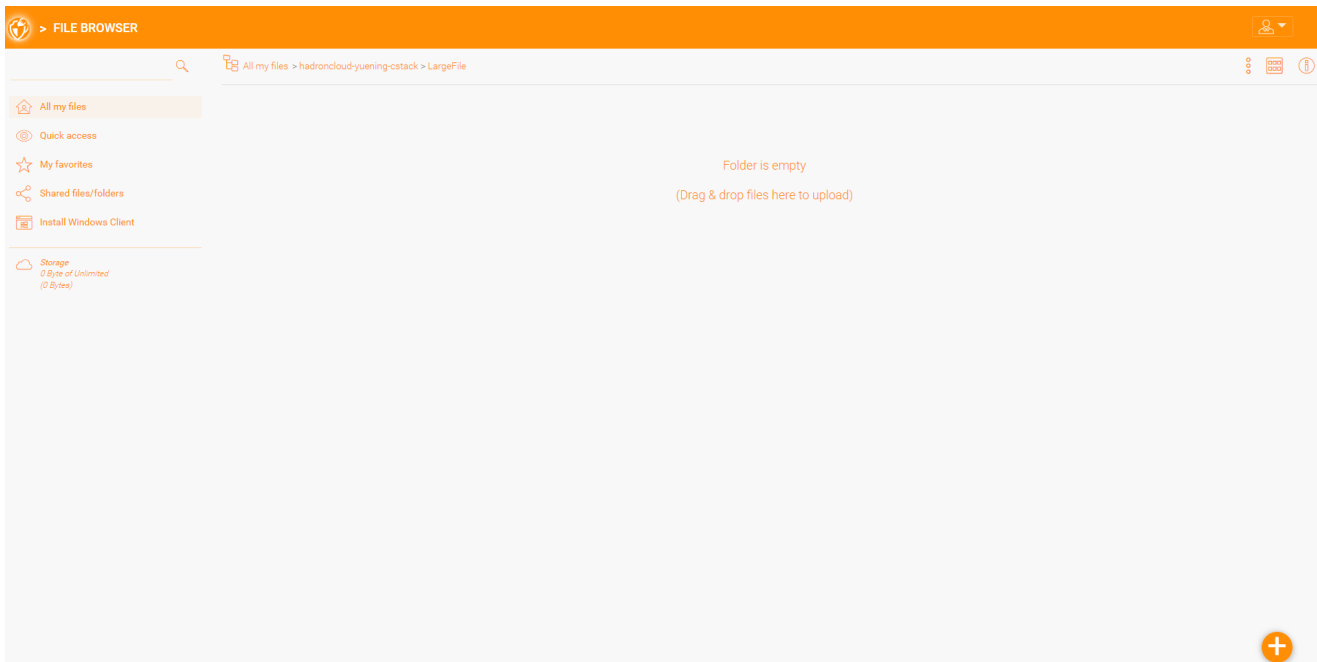 > FILE BROWSER
All my files > hadroncloud-yuening-cstack > LargeFile
All my files
Quick access
My favorites
Shared files/folders
Install Windows Client
Storage
0 Byte of Unlimited
(0 Bytes)
Folder is empty
(Drag & drop files here to upload)